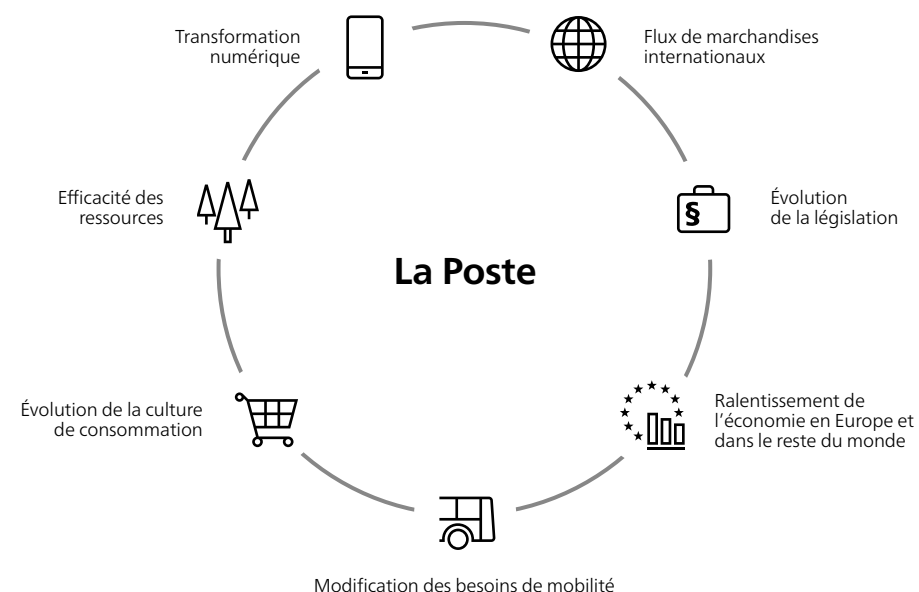 Transformation
numérique
Flux de marchandises
internationaux
Efficacité des
ressources
§
Évolution
de la législation
La Poste
Évolution de la culture
de consommation
Ralentissement de
l’économie en Europe et
dans le reste du monde
Modification des besoins de mobilité